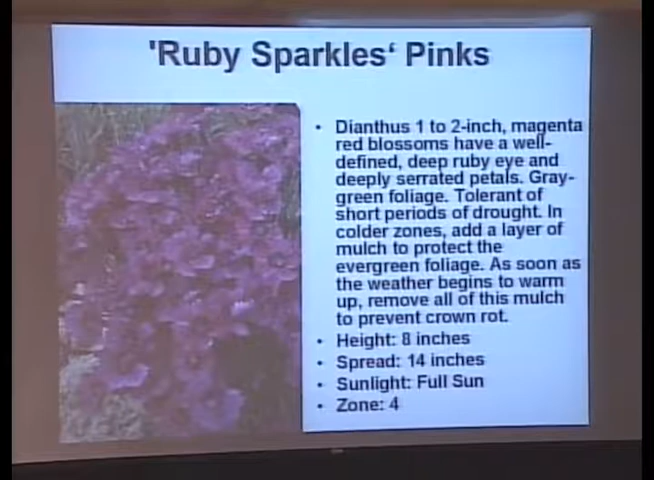 'Ruby Sparkles‘ Pinks
• Dianthus 1 to 2-inch, magenta
red blossoms have a well-
defined, deep ruby eye and
deeply serrated petals. Gray-
green foliage. Tolerant of
short periods of drought. In
colder zones, add a layer of
mulch to protect the
evergreen foliage. As soon as
the weather begins to warm
up, remove all of this mulch
to prevent crown rot.
• Height: 8 inches
• Spread: 14 inches
• Sunlight: Full Sun
• Zone: 4